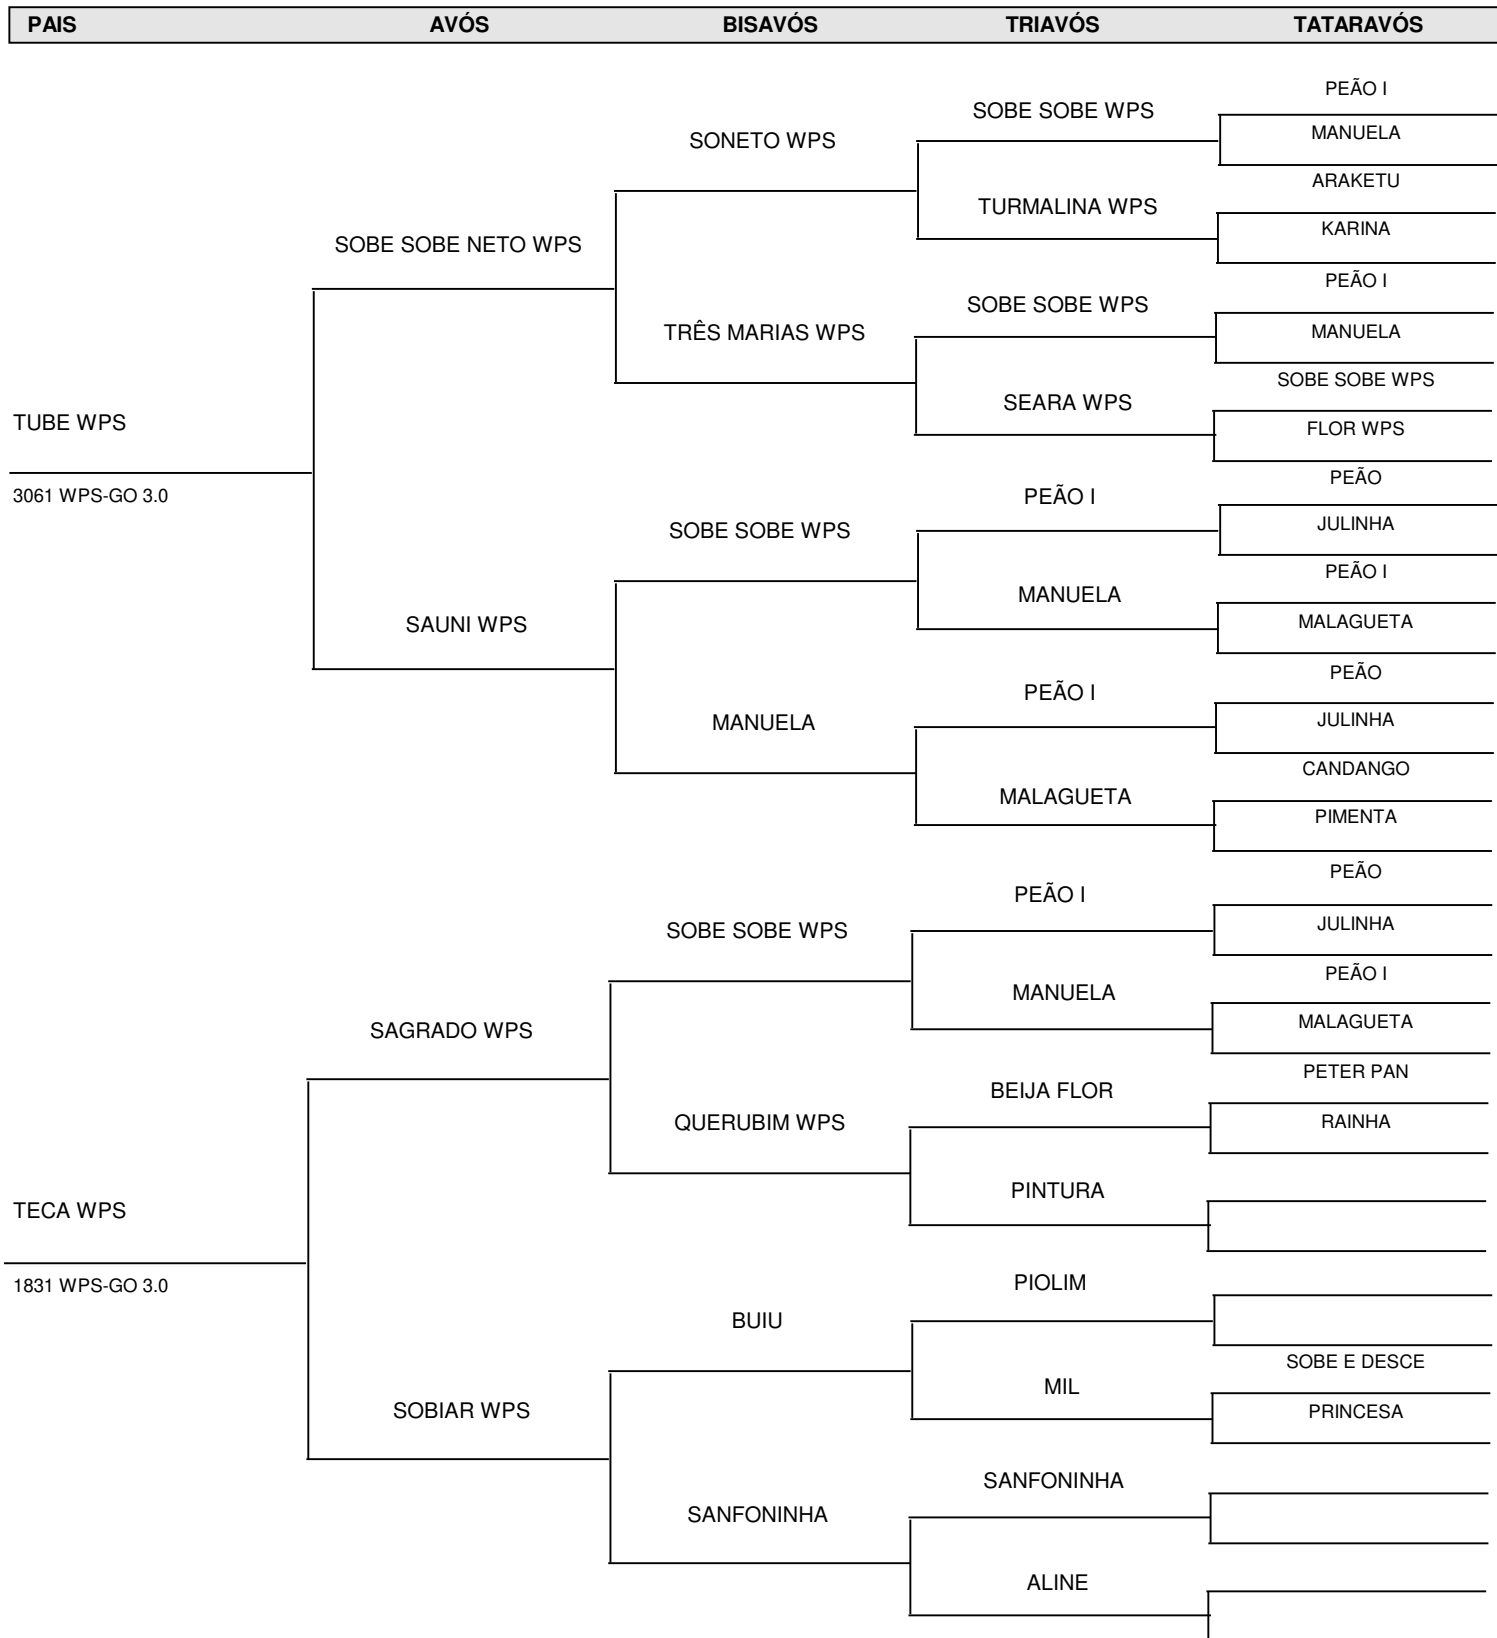 PAIS AVÓS BISAVÓS TRIAVÓS TATARAVÓS
PEÃO I
SOBE SOBE WPS
MANUELA
SONETO WPS
ARAKETU
TURMALINA WPS
KARINA
SOBE SOBE NETO WPS
PEÃO I
SOBE SOBE WPS
MANUELA
TRÊS MARIAS WPS
SOBE SOBE WPS
SEARA WPS
FLOR WPS
TUBE WPS
3061 WPS-GO 3.0
PEÃO
PEÃO I
JULINHA
SOBE SOBE WPS
PEÃO I
MANUELA
MALAGUETA
SAUNI WPS
PEÃO
PEÃO I
JULINHA
MANUELA
CANDANGO
MALAGUETA
PIMENTA
PEÃO
PEÃO I
JULINHA
SOBE SOBE WPS
PEÃO I
MANUELA
MALAGUETA
SAGRADO WPS
PETER PAN
BEIJA FLOR
RAINHA
QUERUBIM WPS
PINTURA
TECA WPS
1831 WPS-GO 3.0
PIOLIM
BUIU
SOBE E DESCE
MIL
PRINCESA
SOBIAR WPS
SANFONINHA
SANFONINHA
ALINE